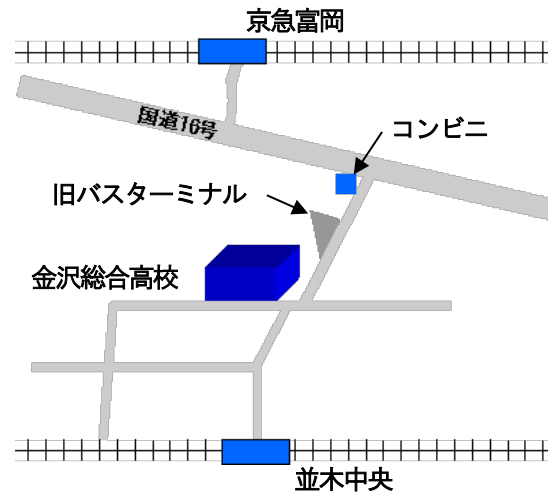 京急富岡
国道16号
コンビニ
旧バスターミナル
金沢総合高校
並木中央